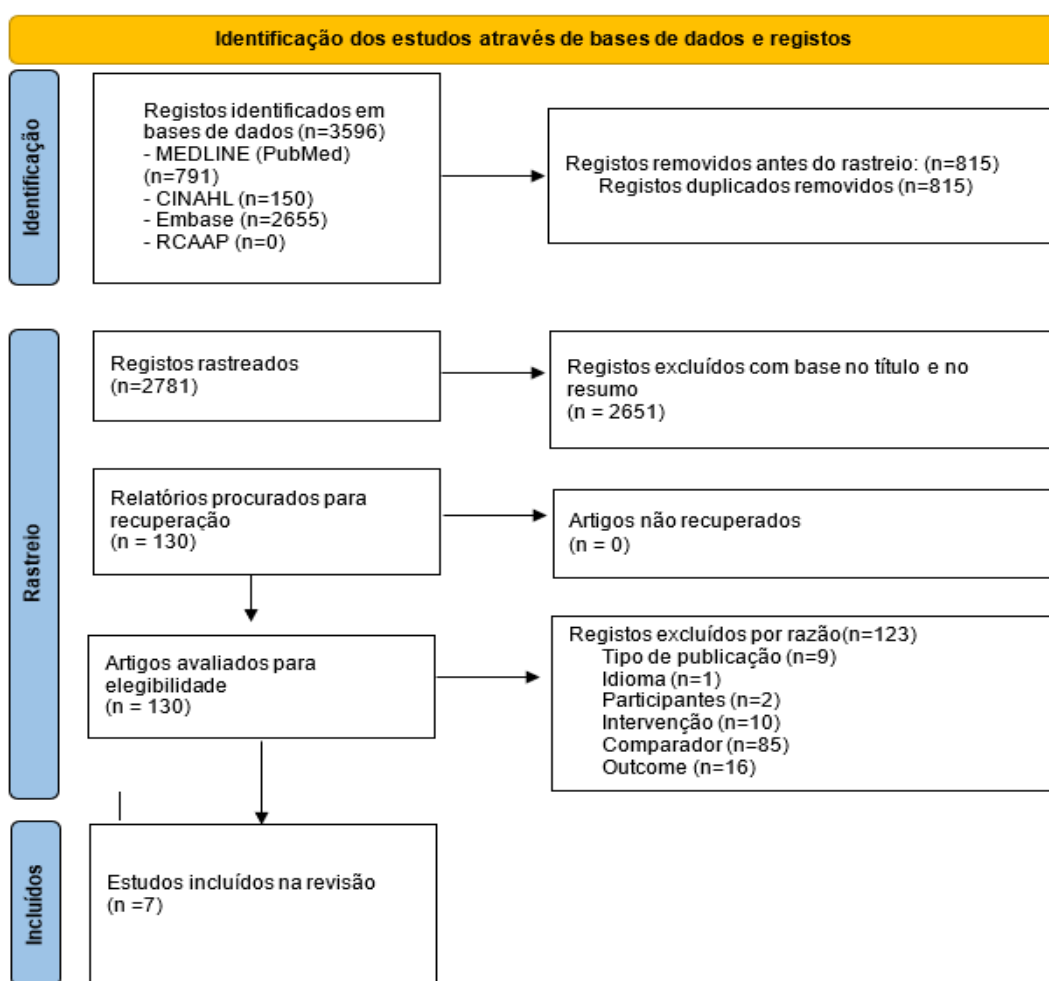 Identificação dos estudos através de bases de dados e registos
Identificação
Registos identificados em
bases de dados (n=3596)
- MEDLINE (PubMed)
(n=791
- CINAHL (n=150)
- Embase (n=2655)
- RCAAP (n=0)
Registos removidos antes do rastreio: (n=815)
Registos duplicados removidos (n=815)
Rastreio
Registos rastreados
(n=2781)
Registos excluídos com base no título e no
resumo
(n = 2651)
Relatórios procurados para
recuperação
(n = 130)
Artigos não recuperados
(n = 0)
Artigos avaliados para
elegibilidade
(n = 130)
Registos excluídos por razão(n=123)
Tipo de publicação (n=9)
Idioma (n=1)
Participantes (n=2)
Intervenção (n=10)
Comparador (n=85)
Outcome (n=16)
Incluídos
Estudos incluídos na revisão
(n =7)